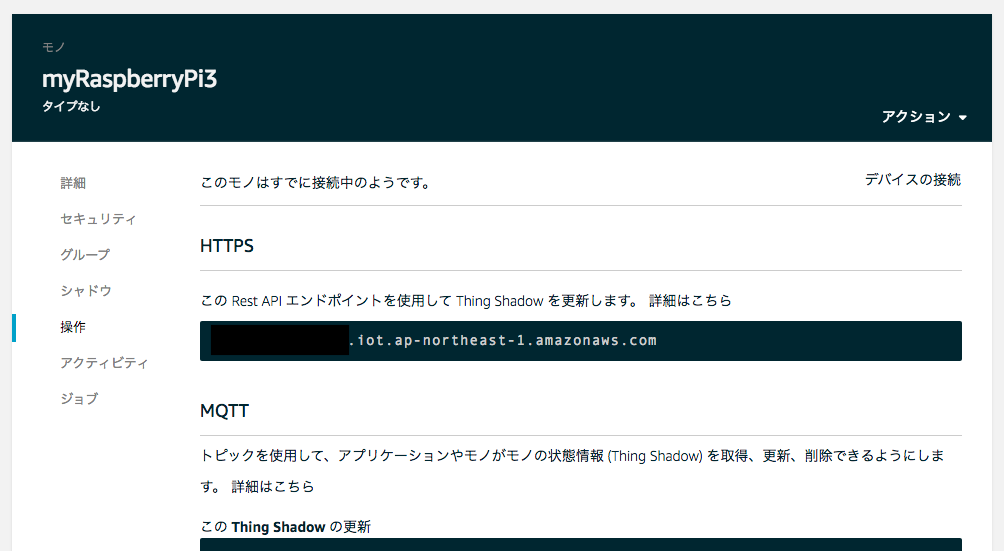 モノ
myRaspberryPi3
タイプなし
アクション
詳細
セキュリティ
グループ
シャドウ
操作
アクティビティ
ジョブ
このモノはすでに接続中のようです。
デバイスの接続
HTTPS
この Rest API エンドポイントを使用して Thing Shadow を更新します。 詳細はこちら
.iot.ap-northeast-1.amazonaws.com
MQTT
トピックを使用して、アプリケーションやモノがモノの状態情報 (Thing Shadow) を取得、更新、削除できるようにしま
す。 詳細はこちら
この Thing Shadow の更新